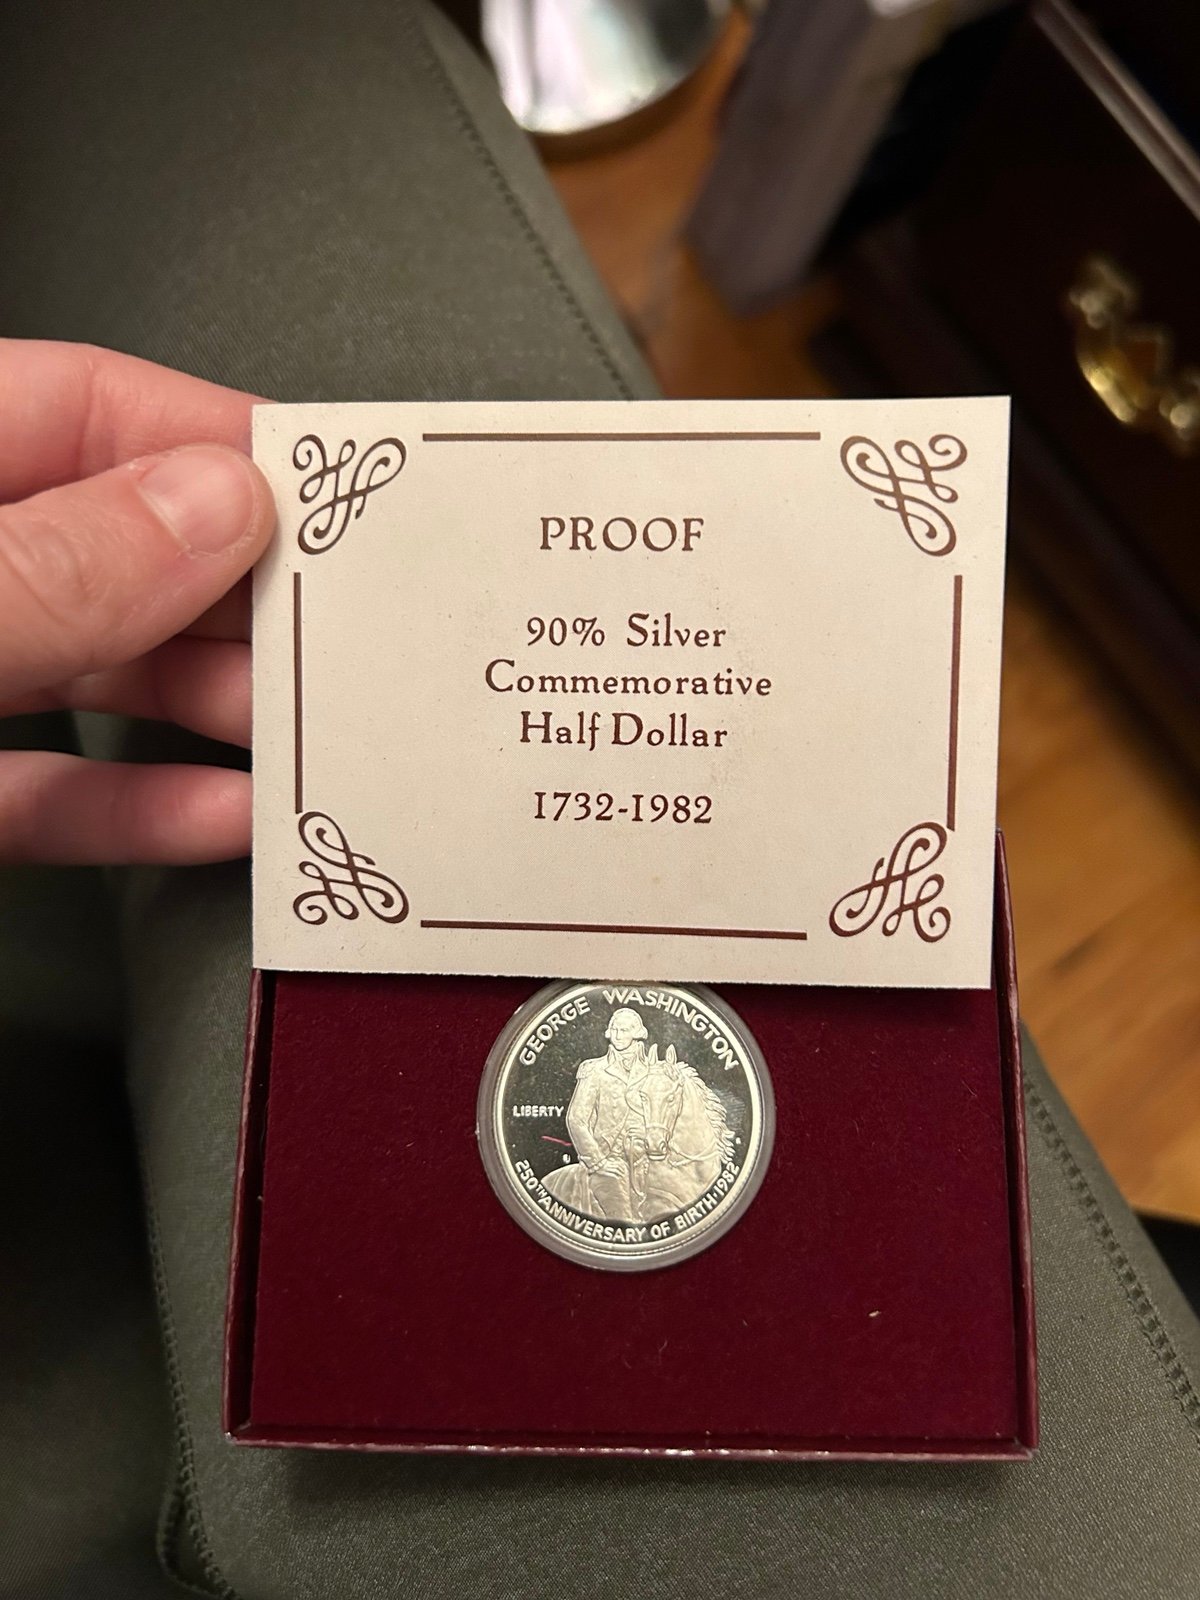 PROOF
90% Silver
Commemorative
Half Dollar
1732-1982
GEORGE WASHINGTON
LIBERTY
250TH ANNIVERSARY OF BIRTH·1982